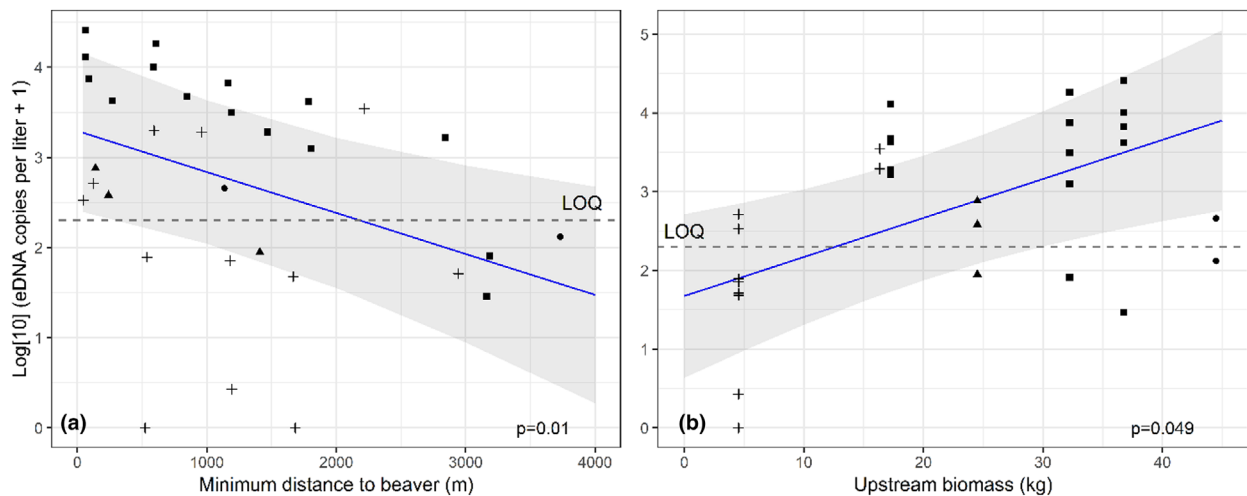 Log[10] (eDNA copies per liter + 1)
4
3
2
1
0
LOQ
(a)
p=0.01
0
1000
2000
3000
4000
Minimum distance to beaver (m)
5
4
3
2
1
0
LOQ
(b)
p=0.049
0
10
20
30
40
Upstream biomass (kg)